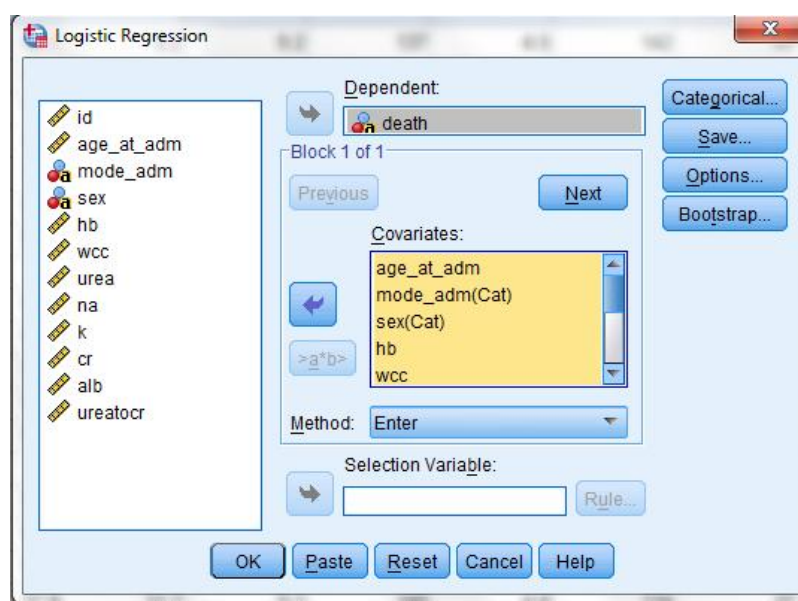 Logistic Regression
id
age_at_adm
mode_adm
sex
hb
wcc
urea
na
k
cr
alb
ureatocr
Dependent:
death
Block 1 of 1
Previous
Next
Covariates:
age_at_adm
mode_adm(Cat)
sex(Cat)
hb
wcc
>a*b>
Method:
Enter
Selection Variable:
Rule...
Categorical...
Save...
Options...
Bootstrap...
OK
Paste
Reset
Cancel
Help